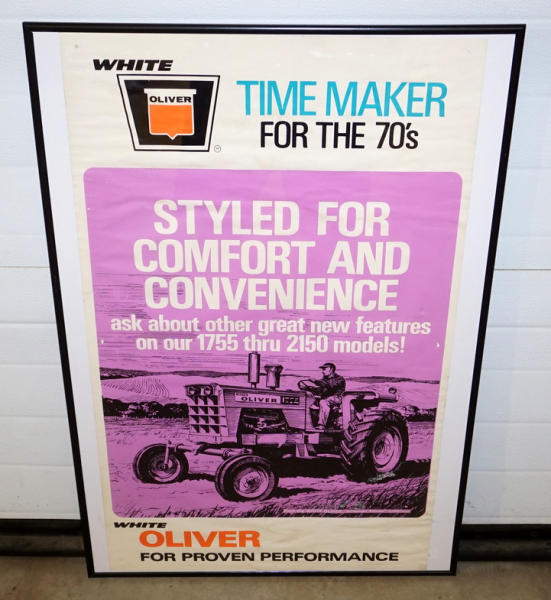 WHITE
OLIVER
TIME MAKER
FOR THE 70's
STYLED FOR
COMFORT AND
CONVENIENCE
ask about other great new features
on our 1755 thru 2150 models!
OLIVER
WHITE
OLIVER
FOR PROVEN PERFORMANCE